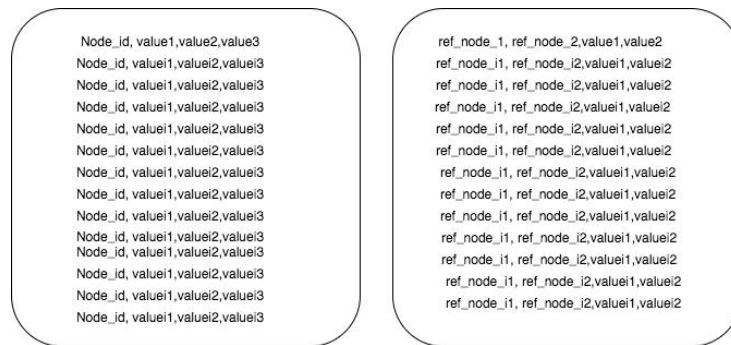 Node_id, value1,value2,value3
Node_id, valuei1,valuei2,valuei3
Node_id, valuei1,valuei2,valuei3
Node_id, valuei1,valuei2,valuei3
Node_id, valuei1,valuei2,valuei3
Node_id, valuei1,valuei2,valuei3
Node_id, valuei1,valuei2,valuei3
Node_id, valuei1,valuei2,valuei3
Node_id, valuei1,valuei2,valuei3
Node_id, valuei1,valuei2,valuei3
Node_id, valuei1,valuei2,valuei3
Node_id, valuei1,valuei2,valuei3
Node_id, valuei1,valuei2,valuei3
Node_id, valuei1,valuei2,valuei3
ref_node_1, ref_node_2,value1,value2
ref_node_i1, ref_node_i2,valuei1,valuei2
ref_node_i1, ref_node_i2,valuei1,valuei2
ref_node_i1, ref_node_i2,valuei1,valuei2
ref_node_i1, ref_node_i2,valuei1,valuei2
ref_node_i1, ref_node_i2,valuei1,valuei2
ref_node_i1, ref_node_i2,valuei1,valuei2
ref_node_i1, ref_node_i2,valuei1,valuei2
ref_node_i1, ref_node_i2,valuei1,valuei2
ref_node_i1, ref_node_i2,valuei1,valuei2
ref_node_i1, ref_node_i2,valuei1,valuei2
ref_node_i1, ref_node_i2,valuei1,valuei2
ref_node_i1, ref_node_i2,valuei1,valuei2